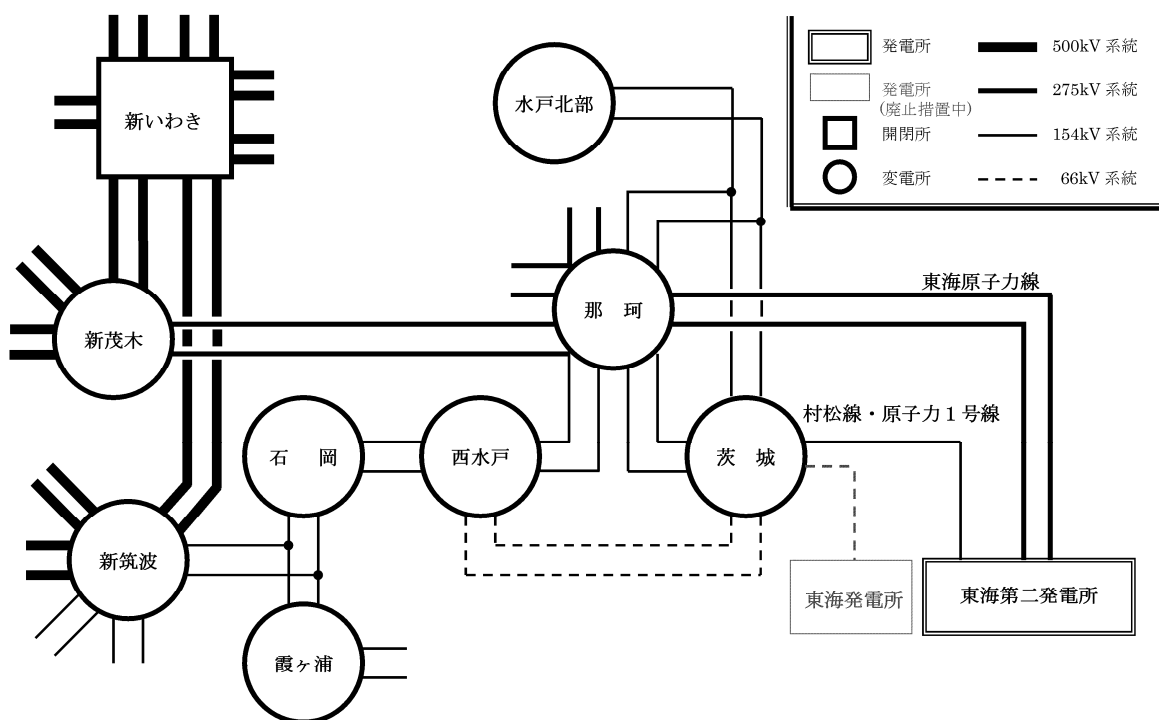 水戸北部
新いわき
発電所
500kV 系統
発電所
(廃止措置中)
275kV 系統
開閉所
154kV 系統
変電所
66kV 系統
東海原子力線
那 珂
新茂木
村松線・原子力1号線
石 岡
西水戸
茨 城
新筑波
東海発電所
東海第二発電所
霞ヶ浦